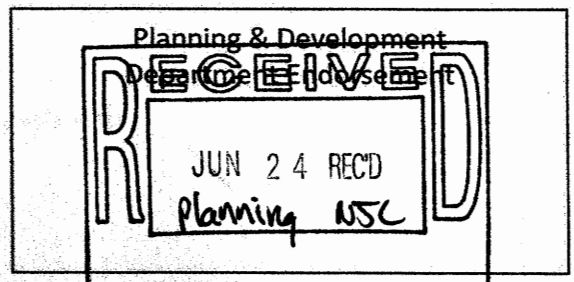 Planning & Development
Department Endorsement
RECEIVED
JUN 24 REC'D
planning NSC